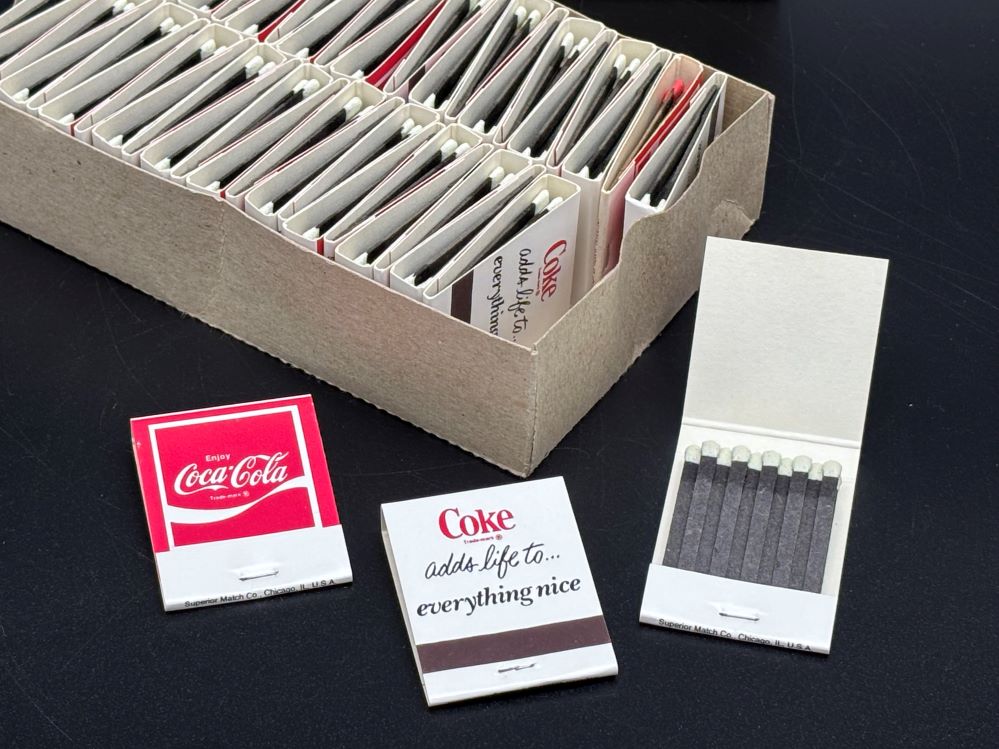 Coke
adds life to...
everything
Enjoy
Coca-Cola
Trade-mark ®
Superior Match Co., Chicago, IL. U.S.A
Coke
Trade-mark ®
adds life to...
everything nice
Superior Match Co., Chicago, IL. U.S.A